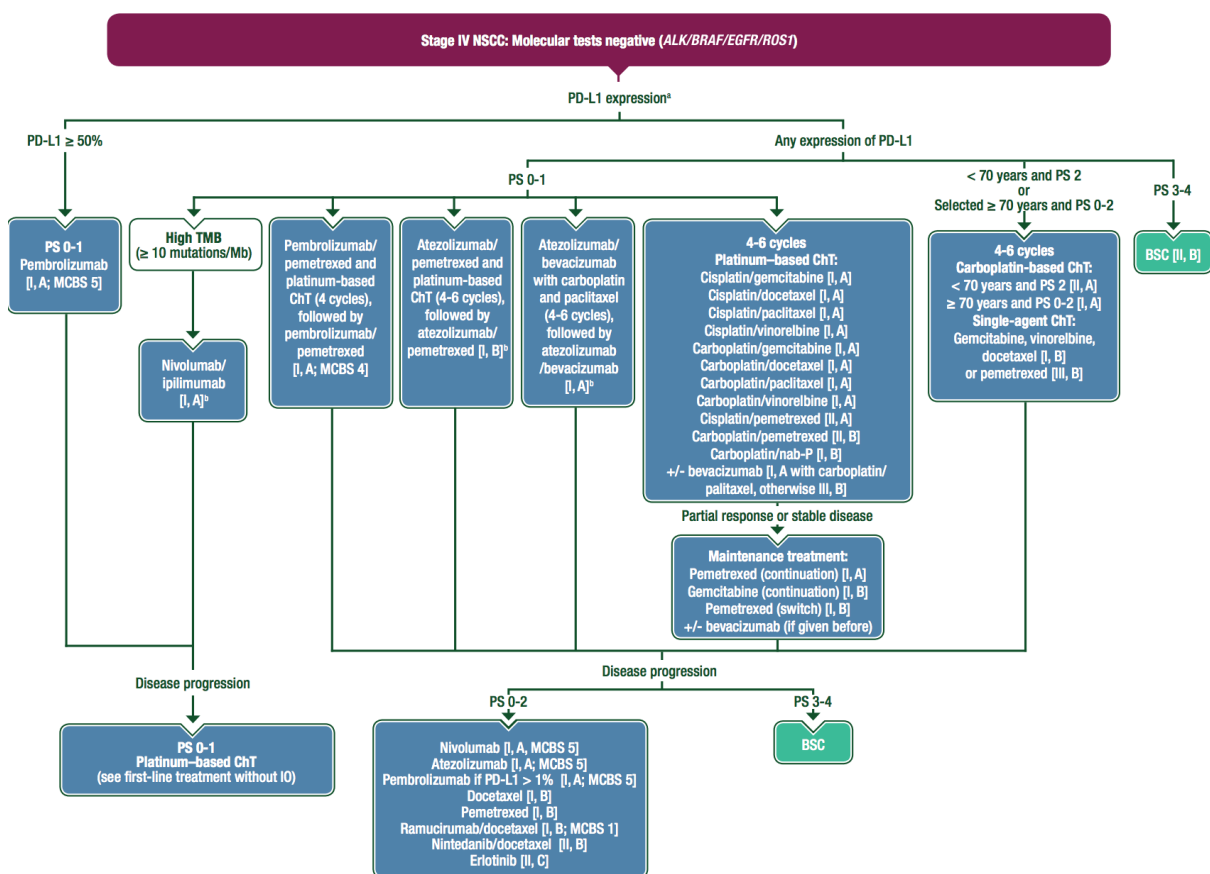 Stage IV NSCC: Molecular tests negative (ALK/BRAF/EGFR/ROS1)
PD-L1 expressionᵃ
PD-L1 ≥ 50%
Any expression of PD-L1
PS 0-1
< 70 years and PS 2
or
Selected ≥ 70 years and PS 0-2
PS 3-4
PS 0-1
Pembrolizumab
[I, A; MCBS 5]
High TMB
(≥ 10 mutations/Mb)
Nivolumab/
ipilimumab
[I, A]ᵇ
Pembrolizumab/
pemetrexed and
platinum-based
ChT (4 cycles),
followed by
pembrolizumab/
pemetrexed
[I, A; MCBS 4]
Atezolizumab/
pemetrexed and
platinum-based
ChT (4-6 cycles),
followed by
atezolizumab/
pemetrexed [I, B]ᵇ
Atezolizumab/
bevacizumab
with carboplatin
and paclitaxel
(4-6 cycles),
followed by
atezolizumab
/bevacizumab
[I, A]ᵇ
4-6 cycles
Platinum–based ChT:
Cisplatin/gemcitabine [I, A]
Cisplatin/docetaxel [I, A]
Cisplatin/paclitaxel [I, A]
Cisplatin/vinorelbine [I, A]
Carboplatin/gemcitabine [I, A]
Carboplatin/docetaxel [I, A]
Carboplatin/paclitaxel [I, A]
Carboplatin/vinorelbine [I, A]
Cisplatin/pemetrexed [II, A]
Carboplatin/pemetrexed [II, B]
Carboplatin/nab-P [I, B]
+/- bevacizumab [I, A with carboplatin/
palitaxel, otherwise III, B]
4-6 cycles
Carboplatin-based ChT:
< 70 years and PS 2 [II, A]
≥ 70 years and PS 0-2 [I, A]
Single-agent ChT:
Gemcitabine, vinorelbine,
docetaxel [I, B]
or pemetrexed [III, B]
BSC [II, B]
Partial response or stable disease
Maintenance treatment:
Pemetrexed (continuation) [I, A]
Gemcitabine (continuation) [I, B]
Pemetrexed (switch) [I, B]
+/- bevacizumab (if given before)
Disease progression
PS 0-1
Platinum–based ChT
(see first-line treatment without IO)
Disease progression
PS 0-2
PS 3-4
Nivolumab [I, A, MCBS 5]
Atezolizumab [I, A; MCBS 5]
Pembrolizumab if PD-L1 > 1% [I, A; MCBS 5]
Docetaxel [I, B]
Pemetrexed [I, B]
Ramucirumab/docetaxel [I, B; MCBS 1]
Nintedanib/docetaxel [II, B]
Erlotinib [II, C]
BSC